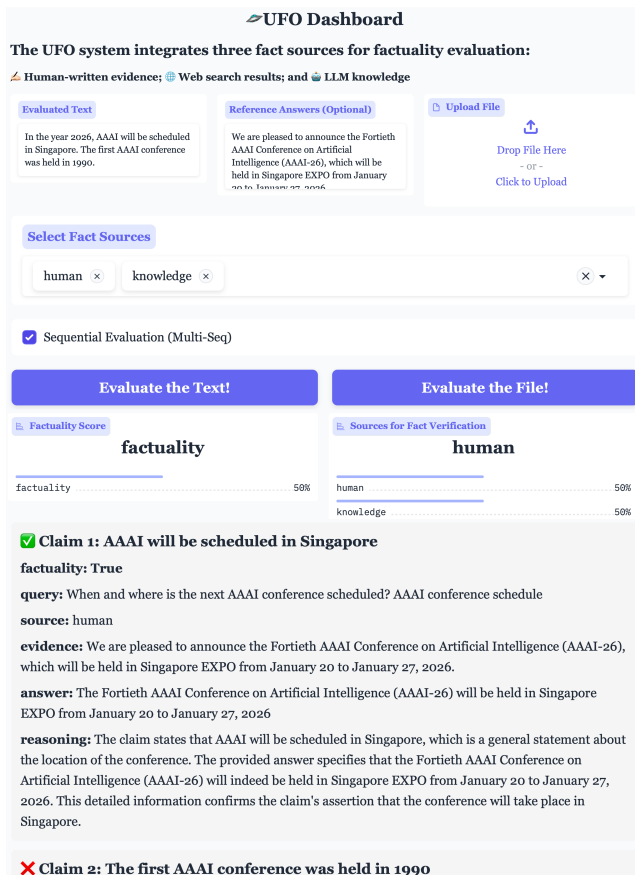 UFO Dashboard
The UFO system integrates three fact sources for factuality evaluation:
Human-written evidence; Web search results; and LLM knowledge
Evaluated Text
In the year 2026, AAAI will be scheduled
in Singapore. The first AAAI conference
was held in 1990.
Reference Answers (Optional)
We are pleased to announce the Fortieth
AAAI Conference on Artificial
Intelligence (AAAI-26), which will be
held in Singapore EXPO from January
20 to January 27, 2026
Upload File
Drop File Here
- or -
Click to Upload
Select Fact Sources
human
knowledge
Sequential Evaluation (Multi-Seq)
Evaluate the Text!
Evaluate the File!
Factuality Score
factuality
factuality 50%
Sources for Fact Verification
human
human 50%
knowledge 50%
Claim 1: AAAI will be scheduled in Singapore
factuality: True
query: When and where is the next AAAI conference scheduled? AAAI conference schedule
source: human
evidence: We are pleased to announce the Fortieth AAAI Conference on Artificial Intelligence (AAAI-26),
which will be held in Singapore EXPO from January 20 to January 27, 2026.
answer: The Fortieth AAAI Conference on Artificial Intelligence (AAAI-26) will be held in Singapore
EXPO from January 20 to January 27, 2026
reasoning: The claim states that AAAI will be scheduled in Singapore, which is a general statement about
the location of the conference. The provided answer specifies that the Fortieth AAAI Conference on
Artificial Intelligence (AAAI-26) will indeed be held in Singapore EXPO from January 20 to January 27,
2026. This detailed information confirms the claim's assertion that the conference will take place in
Singapore.
Claim 2: The first AAAI conference was held in 1990